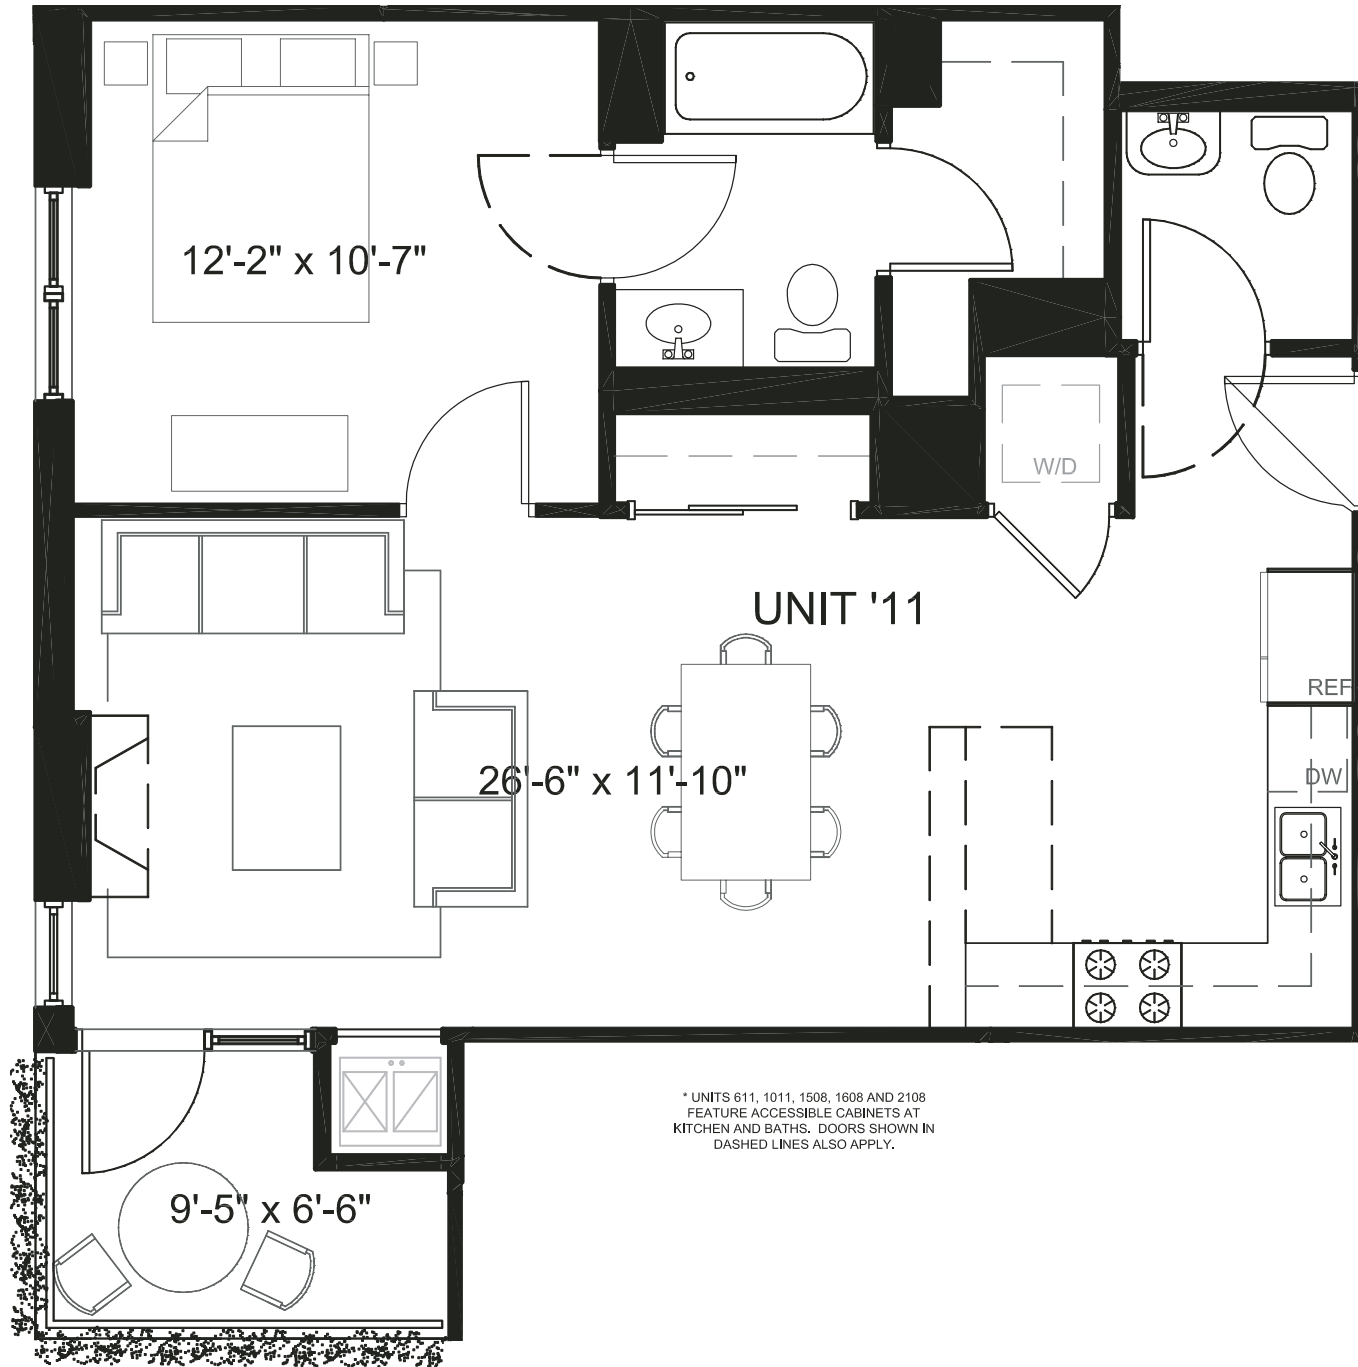 12'-2" x 10'-7"
W/D
UNIT '11
REF
26'-6" x 11'-10"
DW
* UNITS 611, 1011, 1508, 1608 AND 2108
FEATURE ACCESSIBLE CABINETS AT
KITCHEN AND BATHS. DOORS SHOWN IN
DASHED LINES ALSO APPLY.
9'-5" x 6'-6"